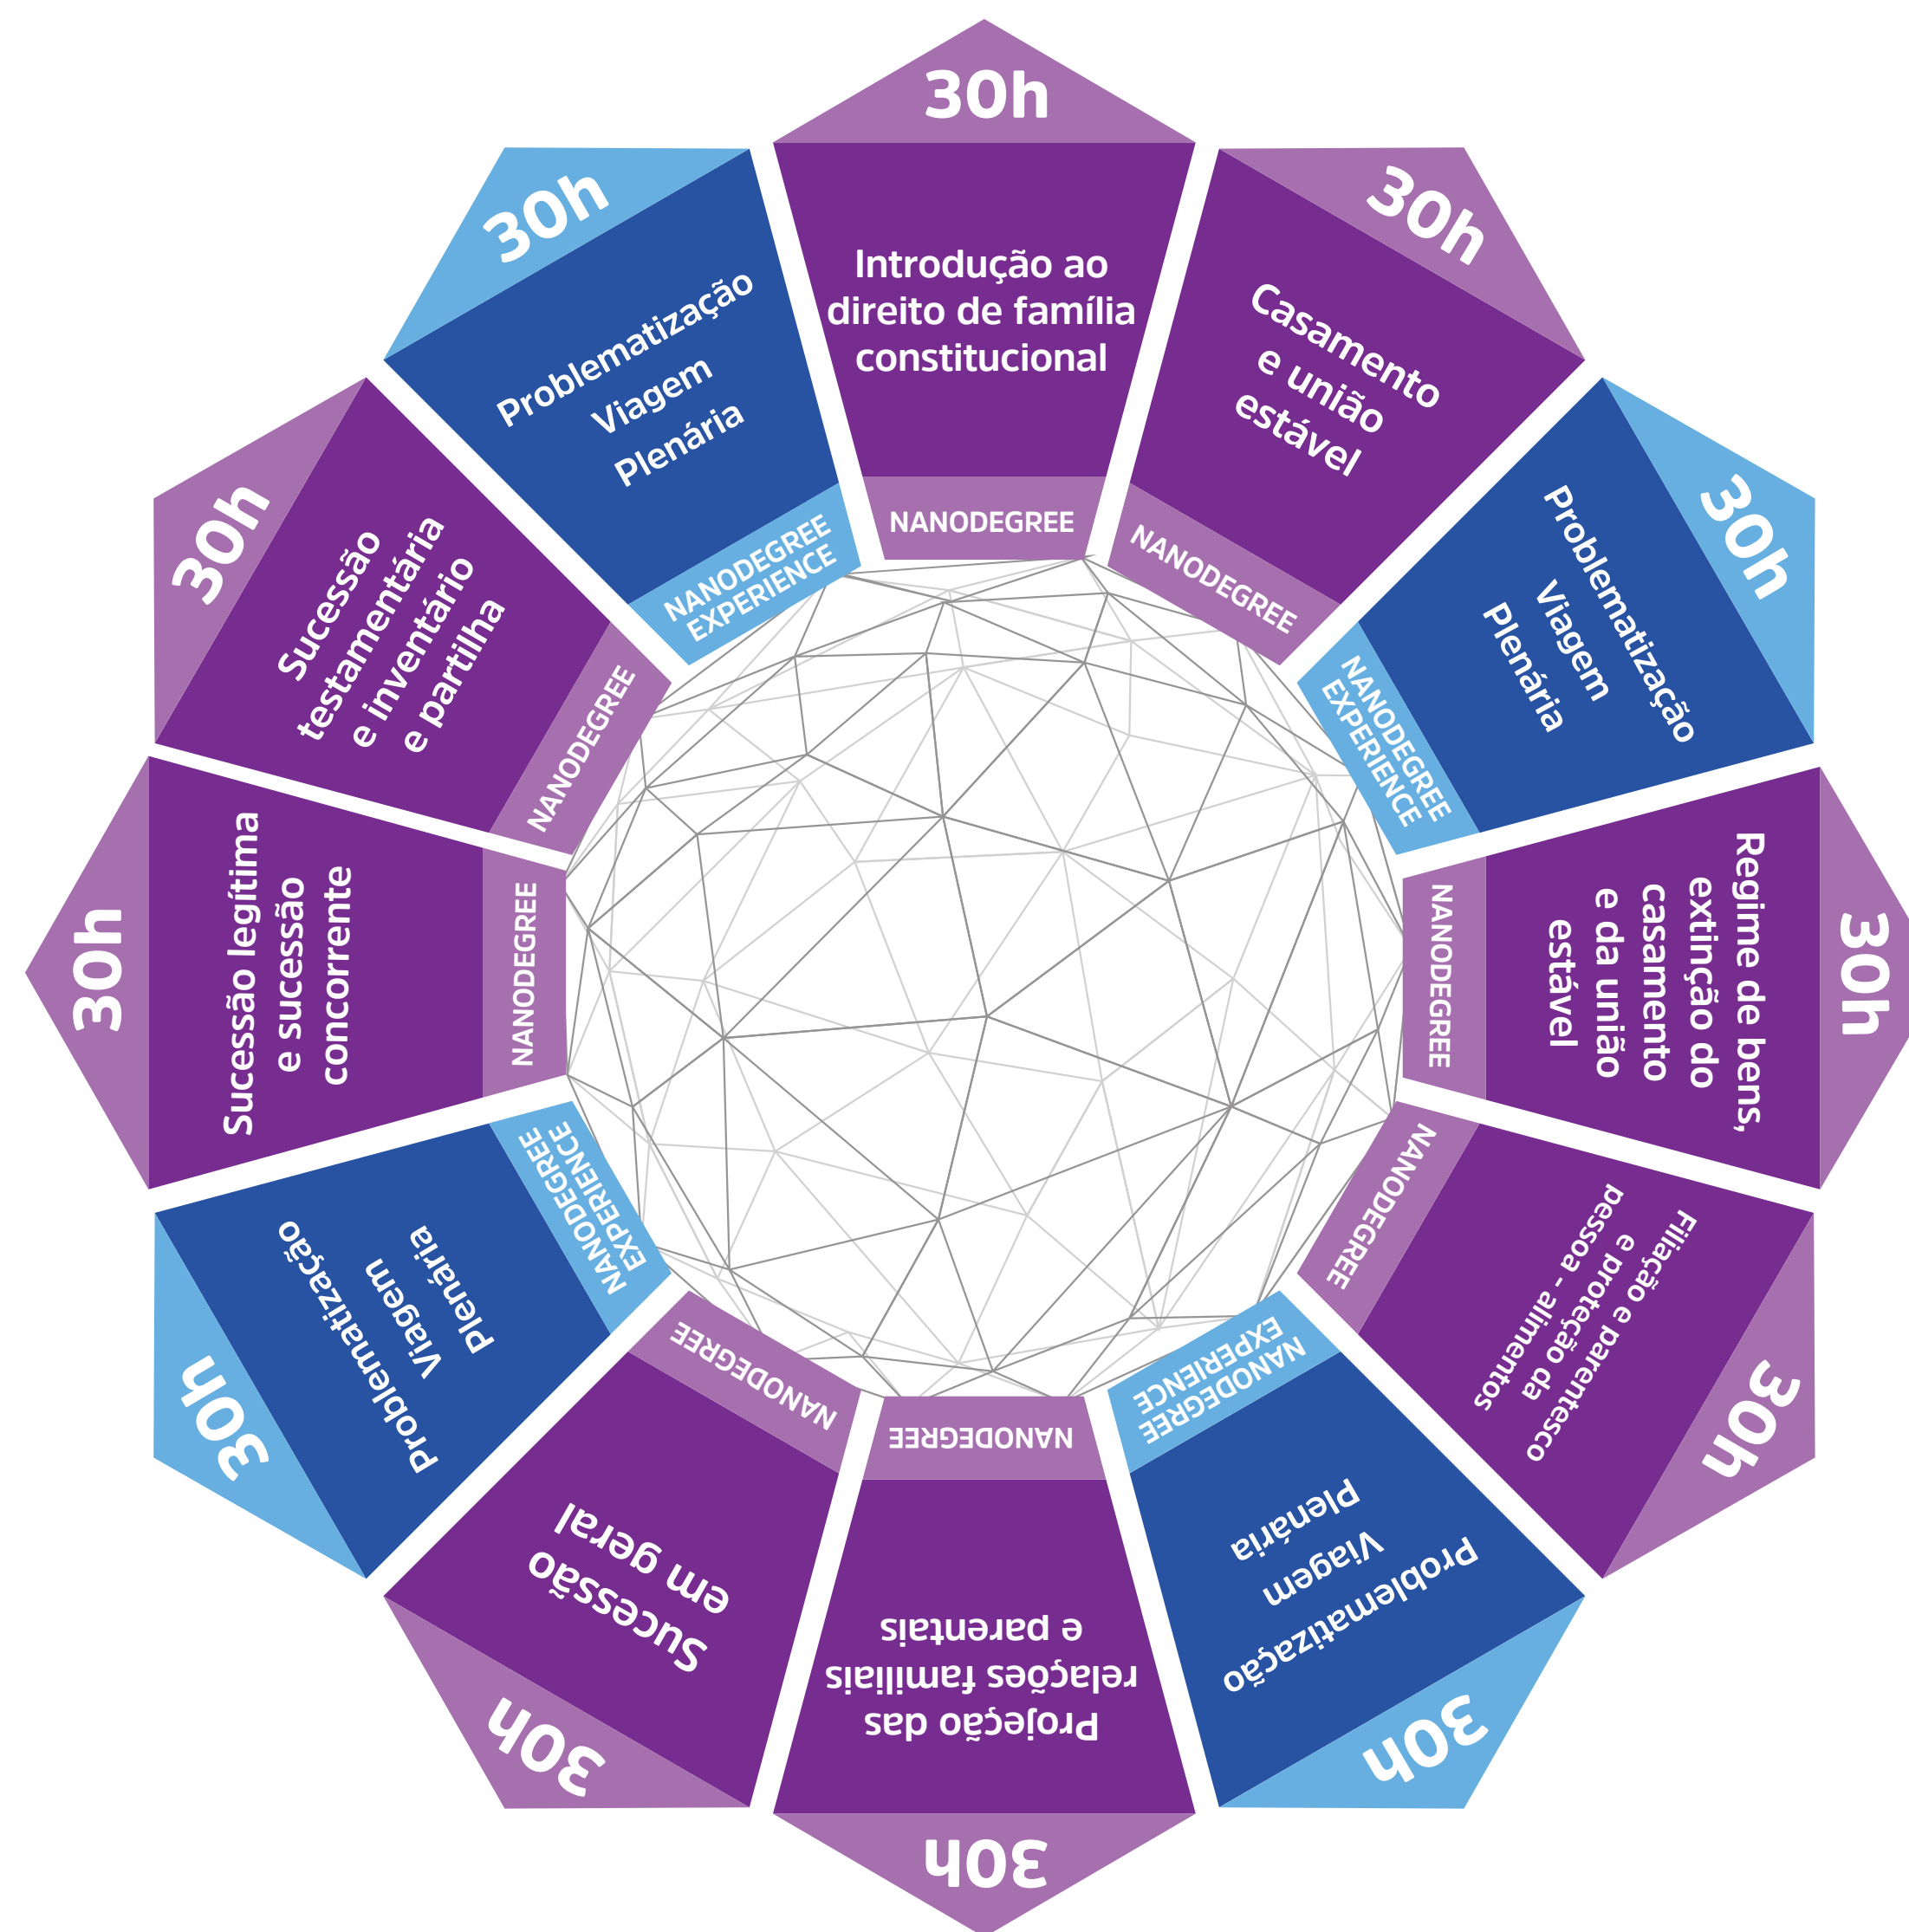 30h
Introdução ao
direito de família
constitucional
NANODEGREE
30h
Casamento
e união
estável
NANODEGREE
30h
Problematização
Viagem
Plenária
NANODEGREE
EXPERIENCE
30h
Regime de bens,
extinção do
casamento
e da união
estável
NANODEGREE
30h
Filiação e parentesco
e proteção da
pessoa - alimentos
NANODEGREE
30h
Problematização
Viagem
Plenária
NANODEGREE
EXPERIENCE
30h
Projeção das
relações familiais
e parentais
NANODEGREE
30h
Sucessão
em geral
NANODEGREE
30h
Problematização
Viagem
Plenária
NANODEGREE
EXPERIENCE
30h
Sucessão legítima
e sucessão
concorrente
NANODEGREE
30h
Sucessão
testamentária
e inventário
e partilha
NANODEGREE
30h
Problematização
Viagem
Plenária
NANODEGREE
EXPERIENCE